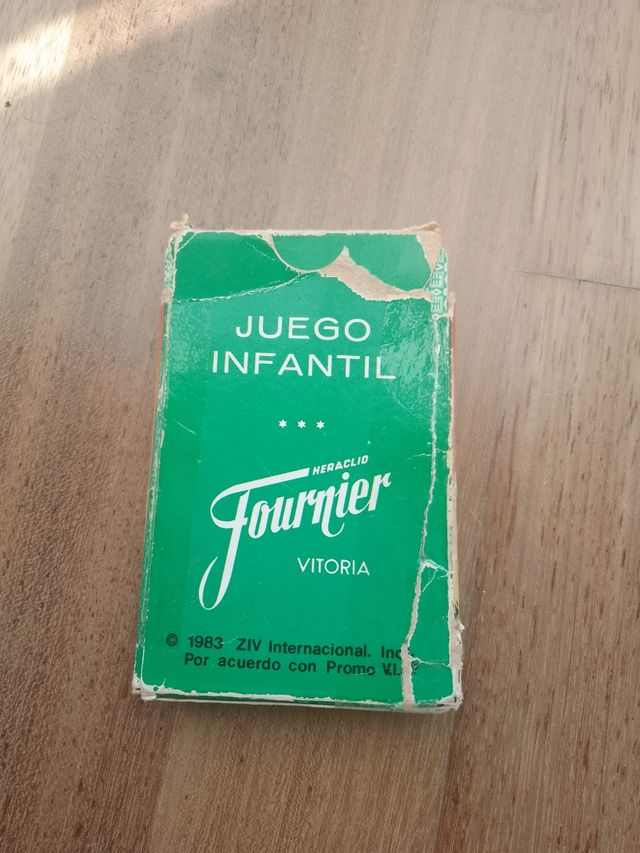 JUEGO
INFANTIL
* * *
HERACLIO
Fournier
VITORIA
© 1983 ZIV Internacional. Inc
Por acuerdo con Promo V.I.